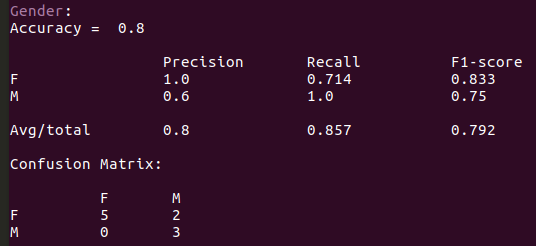 Gender:
Accuracy =  0.8
Precision Recall F1-score
F 1.0 0.714 0.833
M 0.6 1.0 0.75
Avg/total 0.8 0.857 0.792
Confusion Matrix:
F M
F 5 2
M 0 3